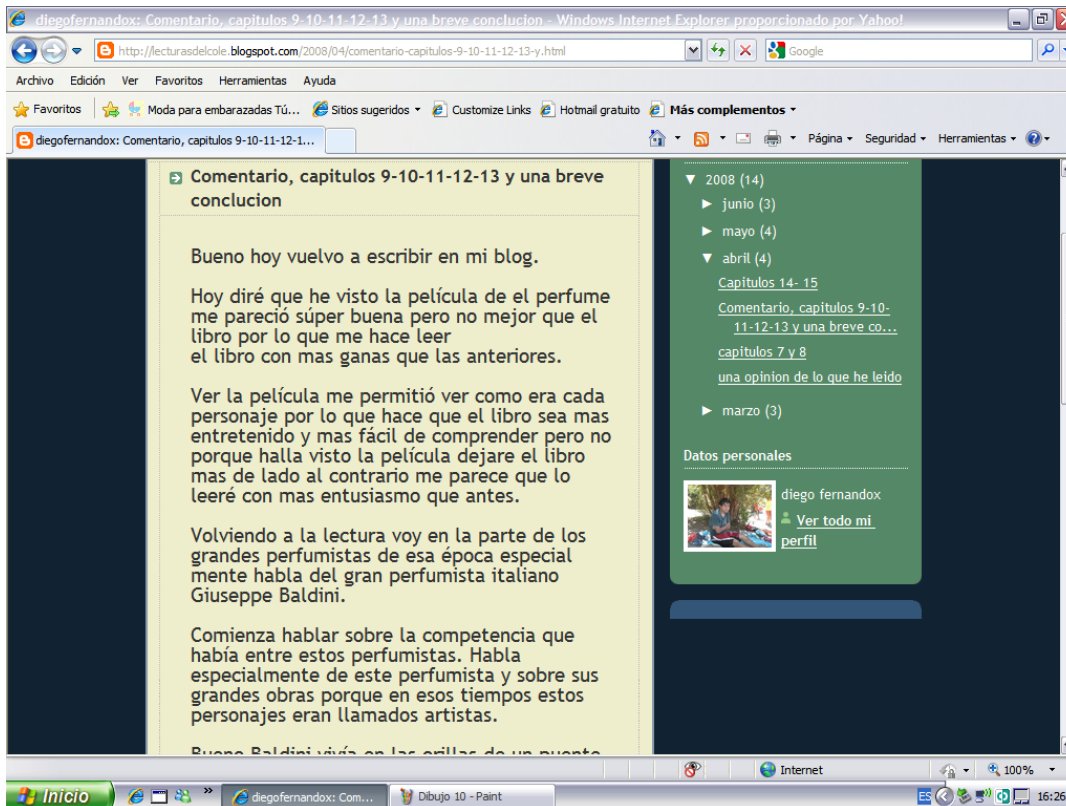 diegofernandox: Comentario, capitulos 9-10-11-12-13 y una breve conclucion - Windows Internet Explorer proporcionado por Yahoo!
http://lecturasdelcole.blogspot.com/2008/04/comentario-capitulos-9-10-11-12-13-y.html
Google
Archivo Edición Ver Favoritos Herramientas Ayuda
Favoritos Moda para embarazadas Tú... Sitios sugeridos Customize Links Hotmail gratuito Más complementos
diegofernandox: Comentario, capitulos 9-10-11-12-1...
Página Seguridad Herramientas
Comentario, capitulos 9-10-11-12-13 y una breve
conclucion
Bueno hoy vuelvo a escribir en mi blog.
Hoy diré que he visto la película de el perfume
me pareció súper buena pero no mejor que el
libro por lo que me hace leer
el libro con mas ganas que las anteriores.
Ver la película me permitió ver como era cada
personaje por lo que hace que el libro sea mas
entretenido y mas fácil de comprender pero no
porque halla visto la película dejare el libro
mas de lado al contrario me parece que lo
leeré con mas entusiasmo que antes.
Volviendo a la lectura voy en la parte de los
grandes perfumistas de esa época especial
mente habla del gran perfumista italiano
Giuseppe Baldini.
Comienza hablar sobre la competencia que
había entre estos perfumistas. Habla
especialmente de este perfumista y sobre sus
grandes obras porque en esos tiempos estos
personajes eran llamados artistas.
Bueno Baldini vivía en las orillas de un puente
2008 (14)
junio (3)
mayo (4)
abril (4)
Capitulos 14- 15
Comentario, capitulos 9-10-
11-12-13 y una breve co...
capitulos 7 y 8
una opinion de lo que he leido
marzo (3)
Datos personales
diego fernandox
Ver todo mi
perfil
Internet
100%
Inicio
diegofernandox: Com...
Dibujo 10 - Paint
ES
16:26